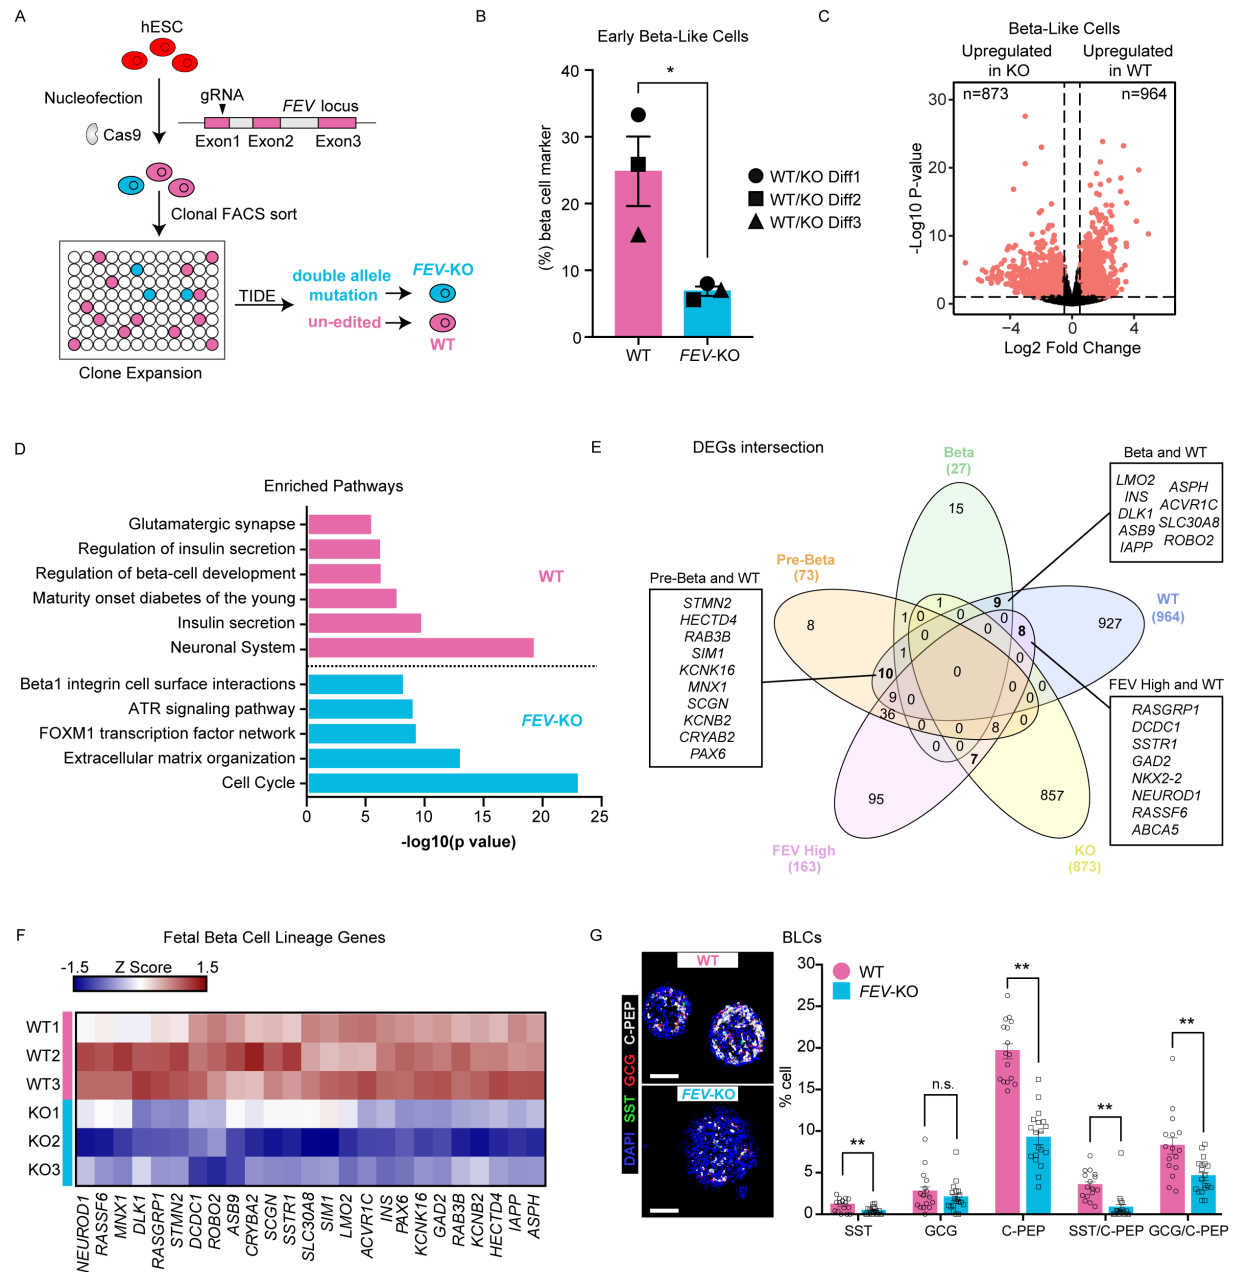 A
hESC
Nucleofection
Cas9
gRNA
FEV locus
Exon1 Exon2 Exon3
Clonal FACS sort
TIDE
double allele
mutation
FEV-KO
un-edited
WT
Clone Expansion
B
Early Beta-Like Cells
(%) beta cell marker
40
30
20
10
0
*
WT
FEV-KO
WT/KO Diff1
WT/KO Diff2
WT/KO Diff3
C
Beta-Like Cells
Upregulated
in KO
Upregulated
in WT
n=873
n=964
-Log10 P-value
30
20
10
0
−4 0 4
Log2 Fold Change
D
Enriched Pathways
Glutamatergic synapse
Regulation of insulin secretion
Regulation of beta-cell development
Maturity onset diabetes of the young
Insulin secretion
Neuronal System
WT
Beta1 integrin cell surface interactions
ATR signaling pathway
FOXM1 transcription factor network
Extracellular matrix organization
Cell Cycle
FEV-KO
0 5 10 15 20 25
-log10(p value)
E
DEGs intersection
Beta
(27)
Pre-Beta
(73)
WT
(964)
KO
(873)
FEV High
(163)
Beta and WT
LMO2
INS
DLK1
ASB9
IAPP
ASPH
ACVR1C
SLC30A8
ROBO2
Pre-Beta and WT
STMN2
HECTD4
RAB3B
SIM1
KCNK16
MNX1
SCGN
KCNB2
CRYAB2
PAX6
FEV High and WT
RASGRP1
DCDC1
SSTR1
GAD2
NKX2-2
NEUROD1
RASSF6
ABCA5
15
1 9
1 0 0 0
8 0 0 8 927
1 0
10 0
9 0 0 0
36 0 0 8 0
0 0 7
95 857
F
Fetal Beta Cell Lineage Genes
-1.5 Z Score 1.5
WT1
WT2
WT3
KO1
KO2
KO3
NEUROD1
RASSF6
MNX1
DLK1
RASGRP1
STMN2
DCDC1
ROBO2
ASB9
CRYBA2
SCGN
SSTR1
SLC30A8
SIM1
LMO2
ACVR1C
INS
PAX6
KCNK16
GAD2
RAB3B
KCNB2
HECTD4
IAPP
ASPH
G
DAPI SST GCG C-PEP
WT
FEV-KO
BLCs
WT
FEV-KO
% cell
30
25
20
15
10
5
0
**
n.s.
**
**
**
SST GCG C-PEP SST/C-PEP GCG/C-PEP